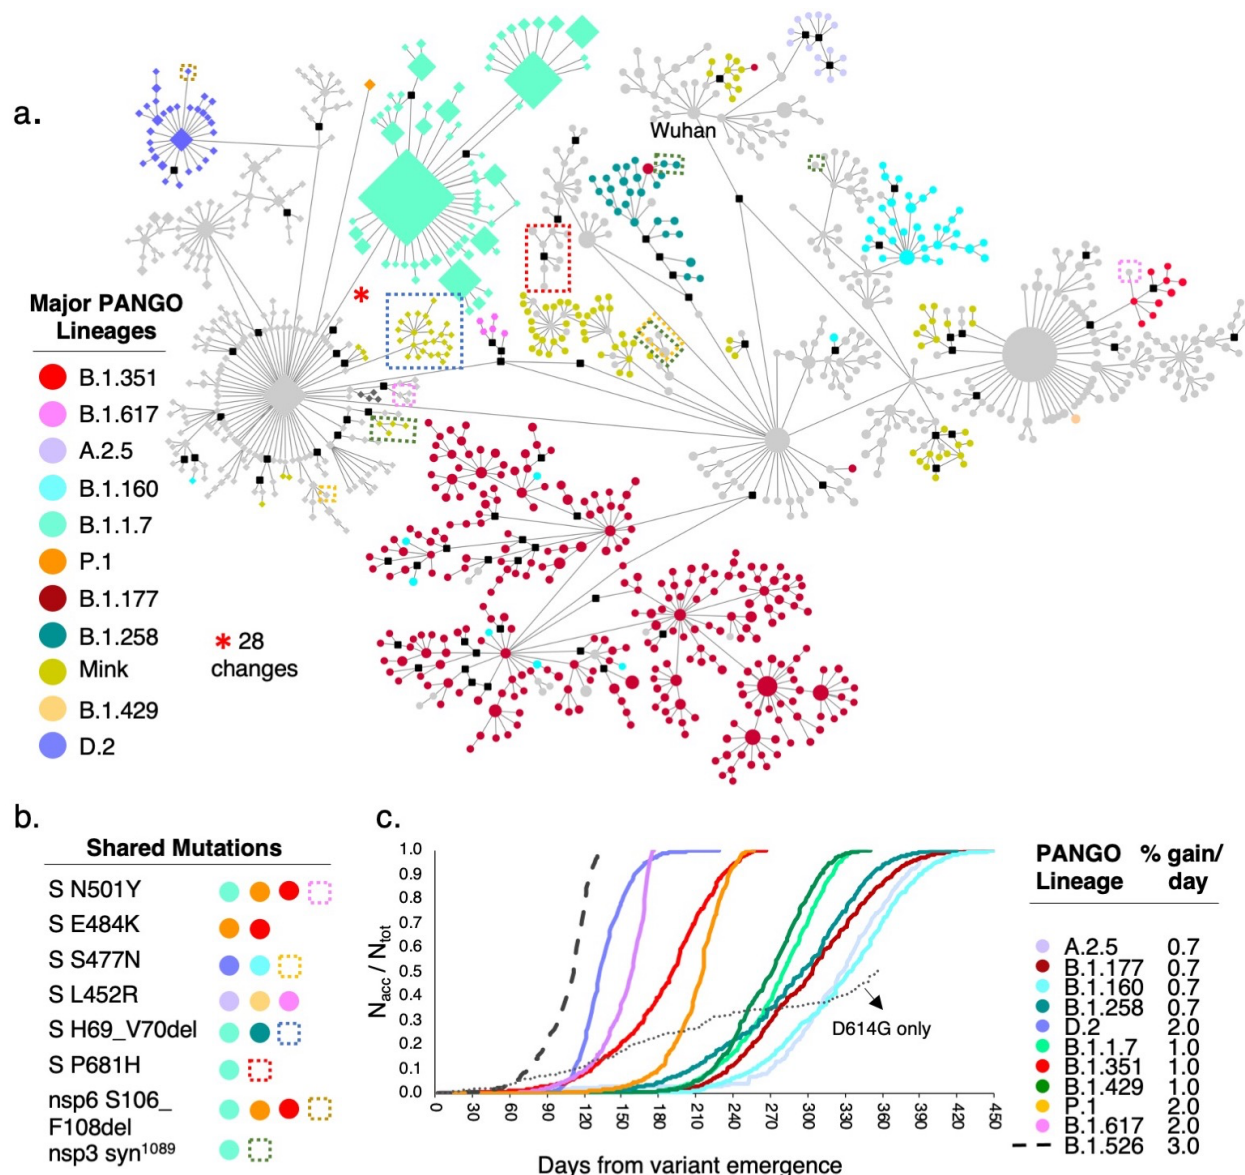 a.
Wuhan
Major PANGO
Lineages
B.1.351
B.1.617
A.2.5
B.1.160
B.1.1.7
P.1
B.1.177
B.1.258
Mink
B.1.429
D.2
* 28
changes
*
b.
Shared Mutations
S N501Y
S E484K
S S477N
S L452R
S H69_V70del
S P681H
nsp6 S106_
F108del
nsp3 syn¹⁰⁸⁹
c.
N_acc / N_tot
1.0
0.9
0.8
0.7
0.6
0.5
0.4
0.3
0.2
0.1
0.0
0 30 60 90 120 150 180 210 240 270 300 330 360 390 420 450
D614G only
Days from variant emergence
PANGO % gain/
Lineage day
A.2.5 0.7
B.1.177 0.7
B.1.160 0.7
B.1.258 0.7
D.2 2.0
B.1.1.7 1.0
B.1.351 1.0
B.1.429 1.0
P.1 2.0
B.1.617 2.0
B.1.526 3.0